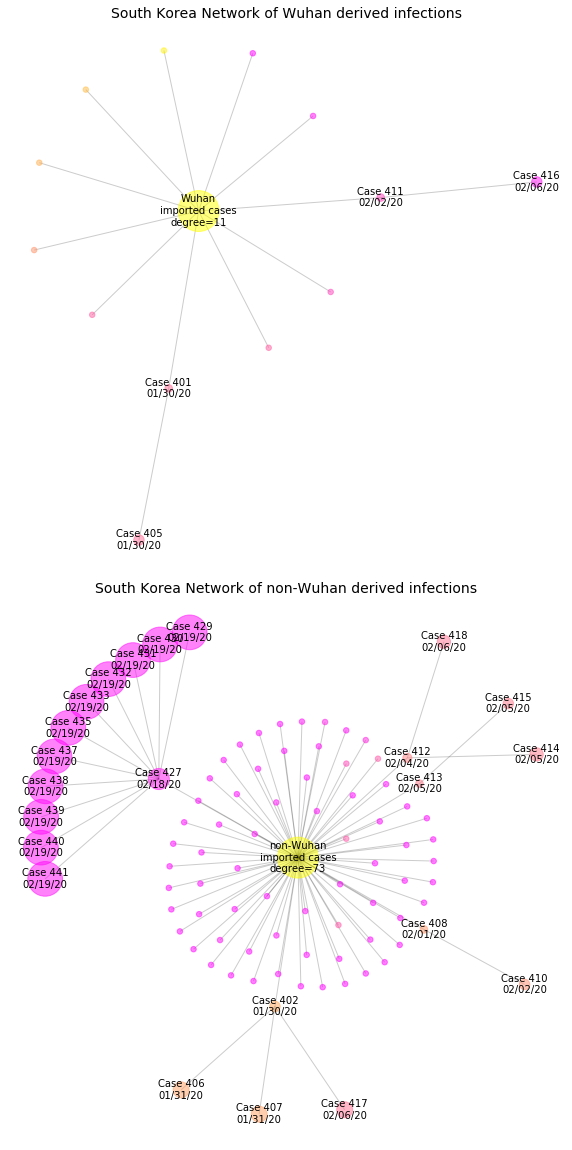 South Korea Network of Wuhan derived infections
Wuhan
imported cases
degree=11
Case 411
02/02/20
Case 416
02/06/20
Case 401
01/30/20
Case 405
01/30/20
South Korea Network of non-Wuhan derived infections
Case 429
02/19/20
Case 430
02/19/20
Case 431
02/19/20
Case 432
02/19/20
Case 433
02/19/20
Case 435
02/19/20
Case 437
02/19/20
Case 438
02/19/20
Case 439
02/19/20
Case 440
02/19/20
Case 441
02/19/20
Case 427
02/18/20
Case 418
02/06/20
Case 415
02/05/20
Case 412
02/04/20
Case 414
02/06/20
Case 413
02/05/20
non-Wuhan
imported cases
degree=73
Case 408
02/01/20
Case 410
02/02/20
Case 402
01/30/20
Case 406
01/31/20
Case 407
01/31/20
Case 417
02/06/20